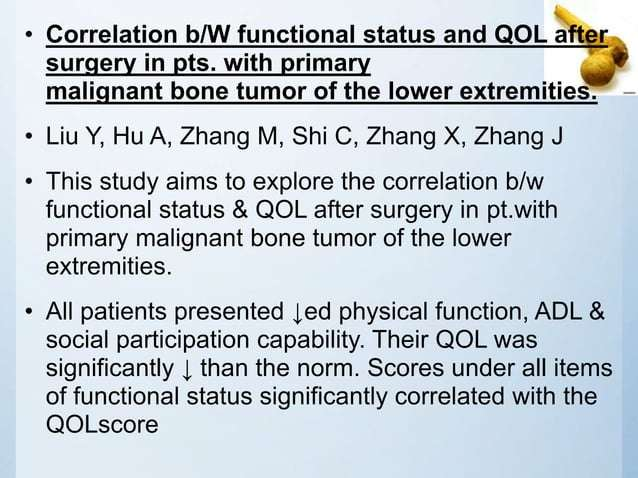 • Correlation b/W functional status and QOL after
surgery in pts. with primary
malignant bone tumor of the lower extremities.
• Liu Y, Hu A, Zhang M, Shi C, Zhang X, Zhang J
• This study aims to explore the correlation b/w
functional status & QOL after surgery in pt.with
primary malignant bone tumor of the lower
extremities.
• All patients presented ↓ed physical function, ADL &
social participation capability. Their QOL was
significantly ↓ than the norm. Scores under all items
of functional status significantly correlated with the
QOLscore